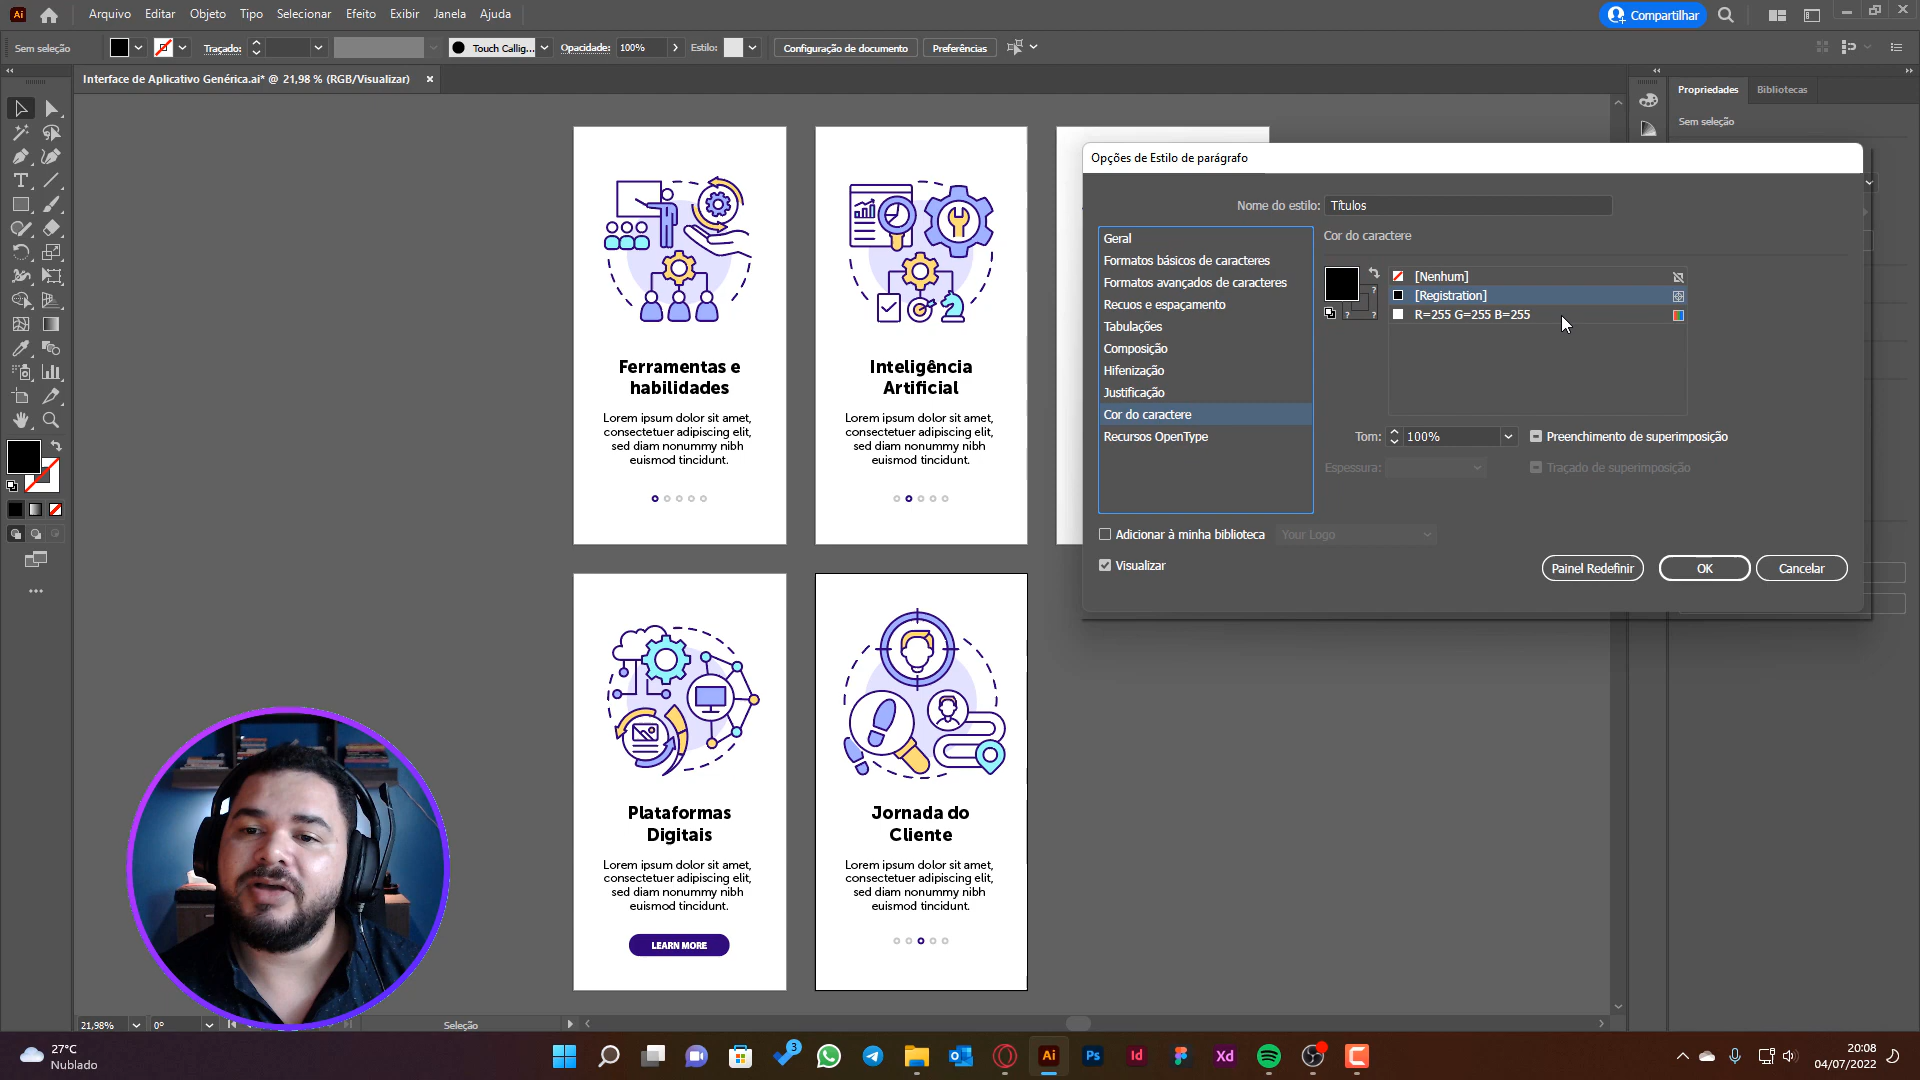 Ai
Arquivo Editar Objeto Tipo Selecionar Efeito Exibir Janela Ajuda
Compartilhar
Sem seleção
Traçado:
Touch Callig...
Opacidade: 100%
Estilo:
Configuração de documento
Preferências
Interface de Aplicativo Genérica.ai* @ 21,98 % (RGB/Visualizar)
Propriedades
Bibliotecas
Sem seleção
Opções de Estilo de parágrafo
Nome do estilo: Títulos
Geral
Formatos básicos de caracteres
Formatos avançados de caracteres
Recuos e espaçamento
Tabulações
Composição
Hifenização
Justificação
Cor do caractere
Recursos OpenType
Cor do caractere
[Nenhum]
[Registration]
R=255 G=255 B=255
? ? ?
Tom: 100%
Preenchimento de superimposição
Espessura:
Traçado de superimposição
Adicionar à minha biblioteca
Your Logo
Visualizar
Painel Redefinir
OK
Cancelar
Ferramentas e
habilidades
Lorem ipsum dolor sit amet,
consectetuer adipiscing elit,
sed diam nonummy nibh
euismod tincidunt.
Inteligência
Artificial
Lorem ipsum dolor sit amet,
consectetuer adipiscing elit,
sed diam nonummy nibh
euismod tincidunt.
Plataformas
Digitais
Lorem ipsum dolor sit amet,
consectetuer adipiscing elit,
sed diam nonummy nibh
euismod tincidunt.
LEARN MORE
Jornada do
Cliente
Lorem ipsum dolor sit amet,
consectetuer adipiscing elit,
sed diam nonummy nibh
euismod tincidunt.
21,98%
0°
Seleção
27°C
Nublado
3
Ai
Ps
Id
Xd
20:08
04/07/2022